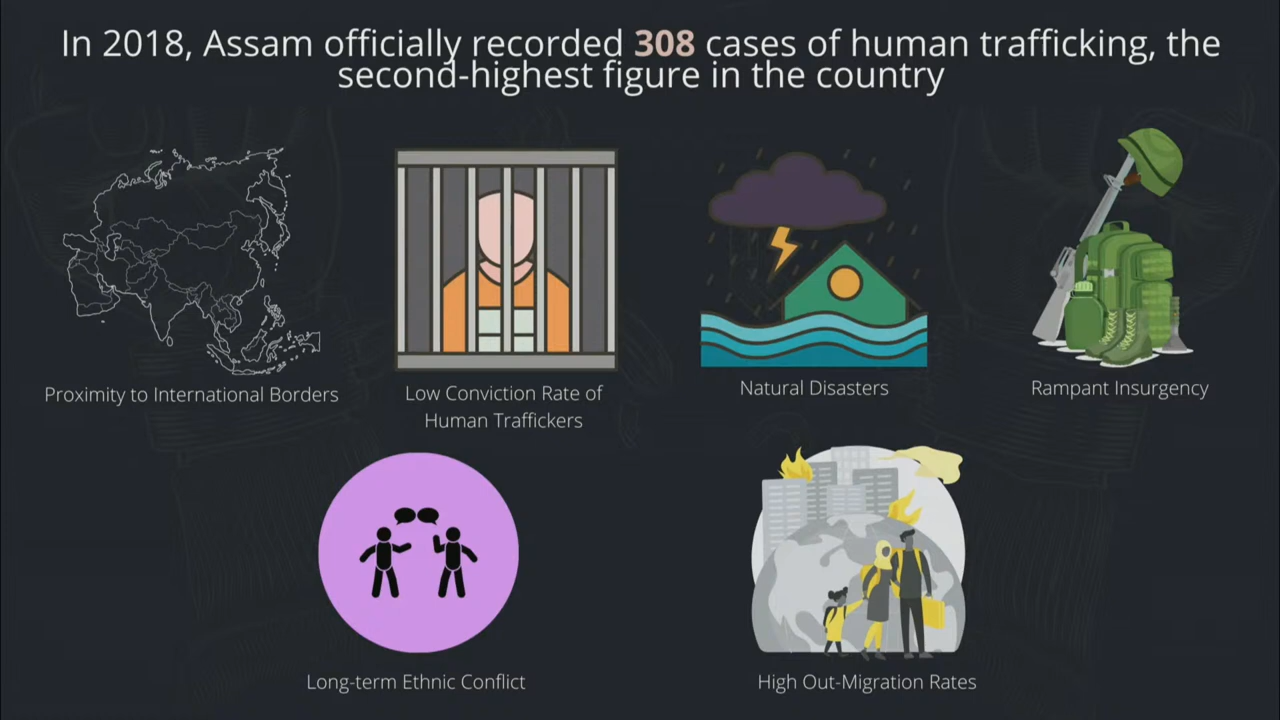 In 2018, Assam officially recorded 308 cases of human trafficking, the
second-highest figure in the country
Proximity to International Borders
Low Conviction Rate of
Human Traffickers
Natural Disasters
Rampant Insurgency
Long-term Ethnic Conflict
High Out-Migration Rates